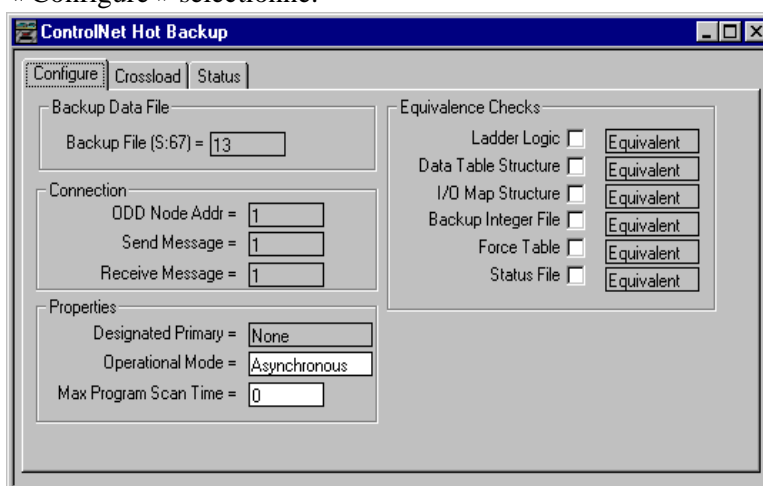 « Configure » sélectionné.
ControlNet Hot Backup
Configure Crossload Status
Backup Data File
Backup File (S:67) = 13
Connection
ODD Node Addr = 1
Send Message = 1
Receive Message = 1
Properties
Designated Primary = None
Operational Mode = Asynchronous
Max Program Scan Time = 0
Equivalence Checks
Ladder Logic Equivalent
Data Table Structure Equivalent
I/O Map Structure Equivalent
Backup Integer File Equivalent
Force Table Equivalent
Status File Equivalent